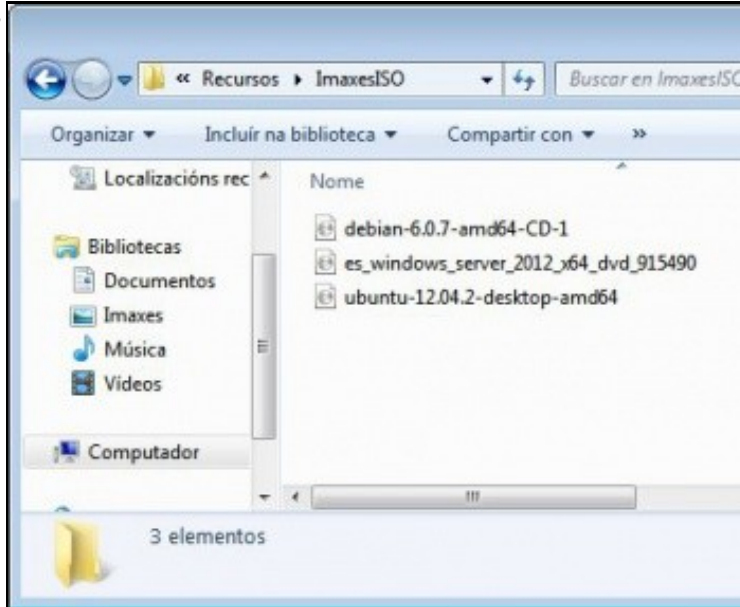 « Recursos ▸ ImaxesISO
Buscar en ImaxesISO
Organizar
Incluír na biblioteca
Compartir con
»
Localizacións rec
Nome
debian-6.0.7-amd64-CD-1
Bibliotecas
es_windows_server_2012_x64_dvd_915490
Documentos
ubuntu-12.04.2-desktop-amd64
Imaxes
Música
Vídeos
Computador
3 elementos